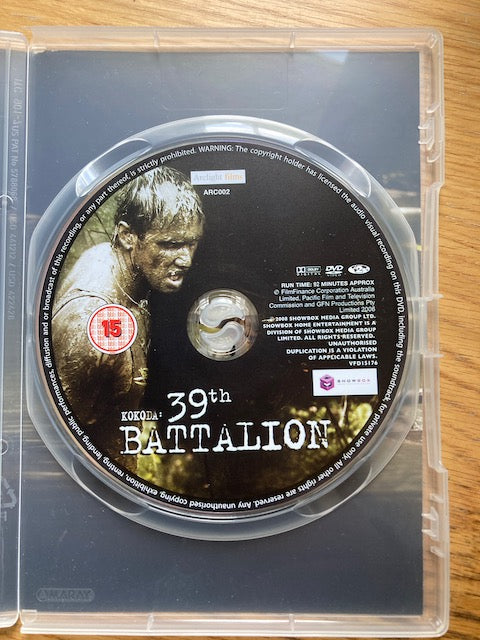 WARNING: The copyright holder has licensed the audio visual recording on this DVD, including the soundtrack for private use only. All other rights are reserved. Any unauthorised copying, exhibition, renting, lending, public performance, diffusion and/or broadcast of this recording, or any part thereof, is strictly prohibited.
Arclight films
ARC002
DOLBY
DIGITAL
DVD
VIDEO
RUN TIME: 92 MINUTES APPROX
© FilmFinance Corporation Australia
Limited, Pacific Film and Television
Commission and GFN Productions Pty
Limited 2006
© 2008 SHOWBOX MEDIA GROUP LTD.
SHOWBOX HOME ENTERTAINMENT IS A
DIVISION OF SHOWBOX MEDIA GROUP
LIMITED. ALL RIGHTS RESERVED.
UNAUTHORISED
DUPLICATION IS A VIOLATION
OF APPLICABLE LAWS.
VFD15176
15
SHOWBOX
KOKODA: 39th
BATTALION
AMARAY